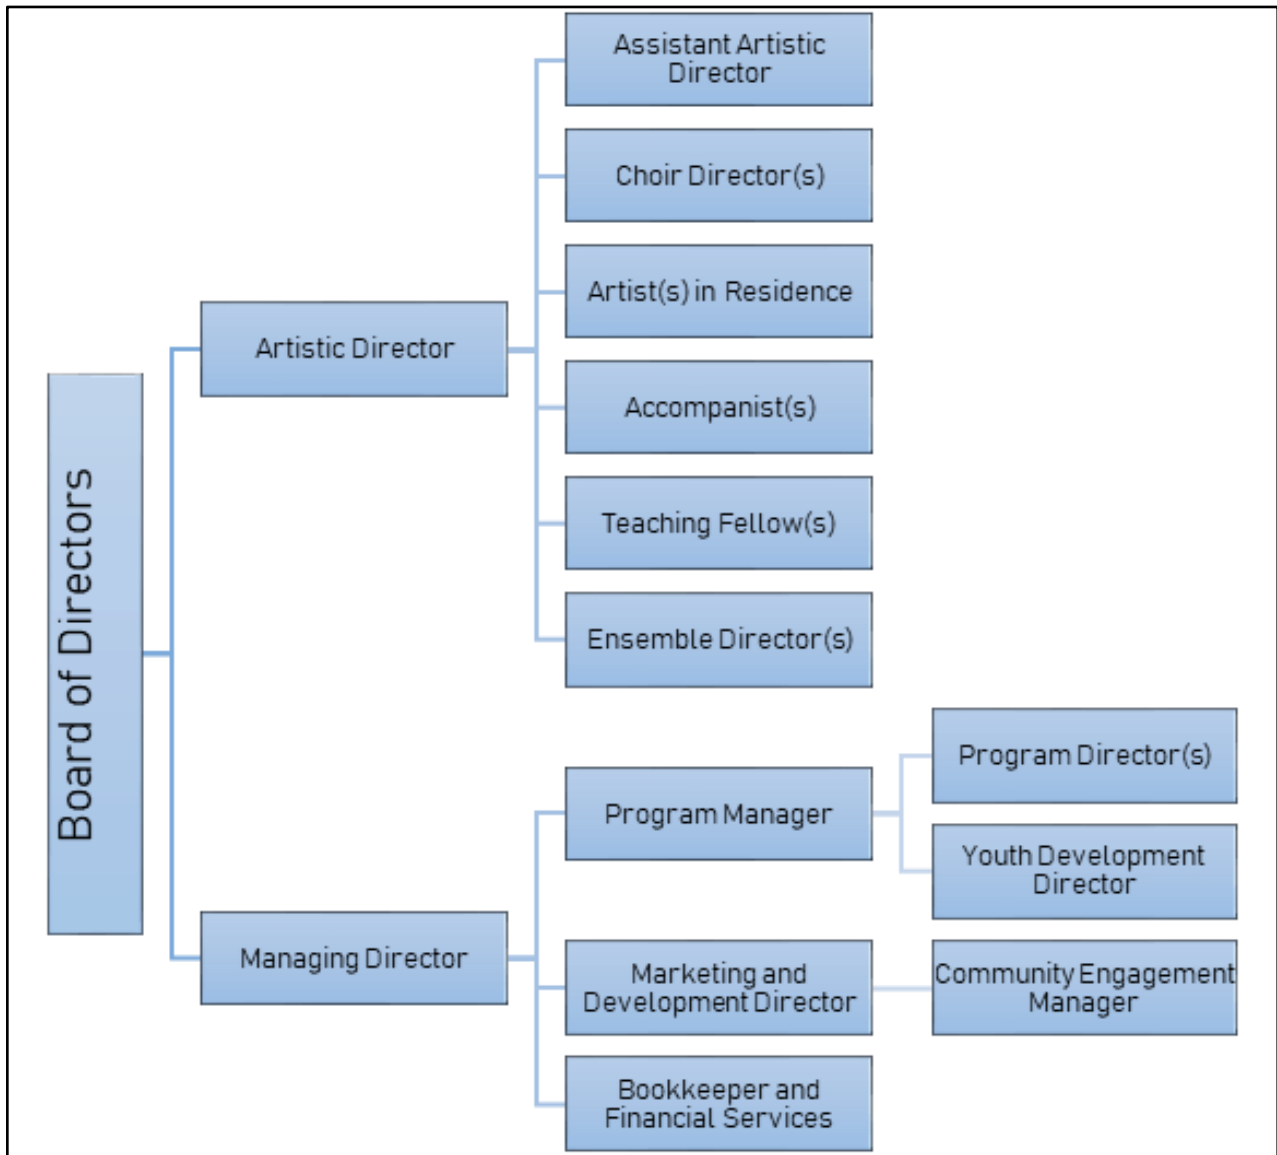 Board of Directors
Artistic Director
Assistant Artistic
Director
Choir Director(s)
Artist(s) in Residence
Accompanist(s)
Teaching Fellow(s)
Ensemble Director(s)
Managing Director
Program Manager
Program Director(s)
Youth Development
Director
Marketing and
Development Director
Community Engagement
Manager
Bookkeeper and
Financial Services